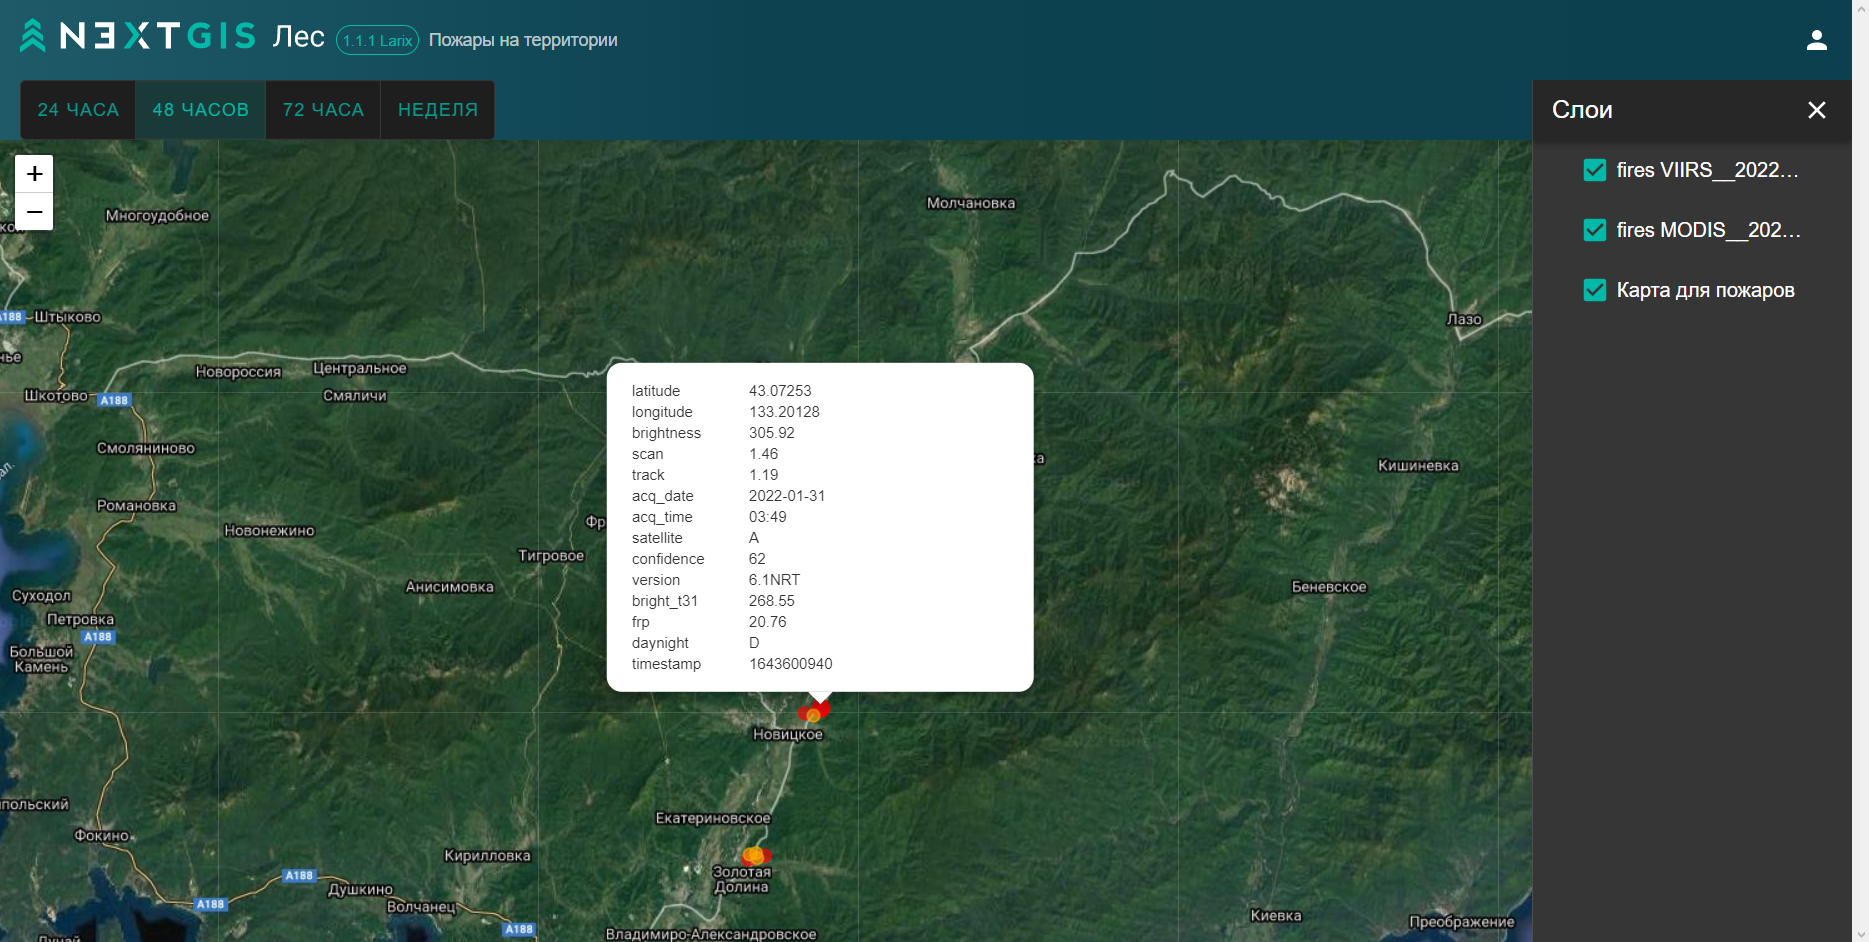 NEXTGIS Лес 1.1.1 Larix Пожары на территории
24 ЧАСА 48 ЧАСОВ 72 ЧАСА НЕДЕЛЯ
Слои
fires VIIRS__2022...
fires MODIS__202...
Карта для пожаров
+
−
Многоудобное
Молчановка
A188
Штыково
Лазо
Новороссия
Центральное
Шкотово
A188
Смяличи
Смоляниново
Кишиневка
Романовка
Новонежино
Тигровое
Анисимовка
Беневское
Суходол
Петровка
A188
Большой
Камень
latitude 43.07253
longitude 133.20128
brightness 305.92
scan 1.46
track 1.19
acq_date 2022-01-31
acq_time 03:49
satellite A
confidence 62
version 6.1NRT
bright_t31 268.55
frp 20.76
daynight D
timestamp 1643600940
Новицкое
Екатериновское
Фокино
Кирилловка
Золотая
Долина
A188
Душкино
A188
Волчанец
Киевка
Преображение
A188
Владимиро-Александровское